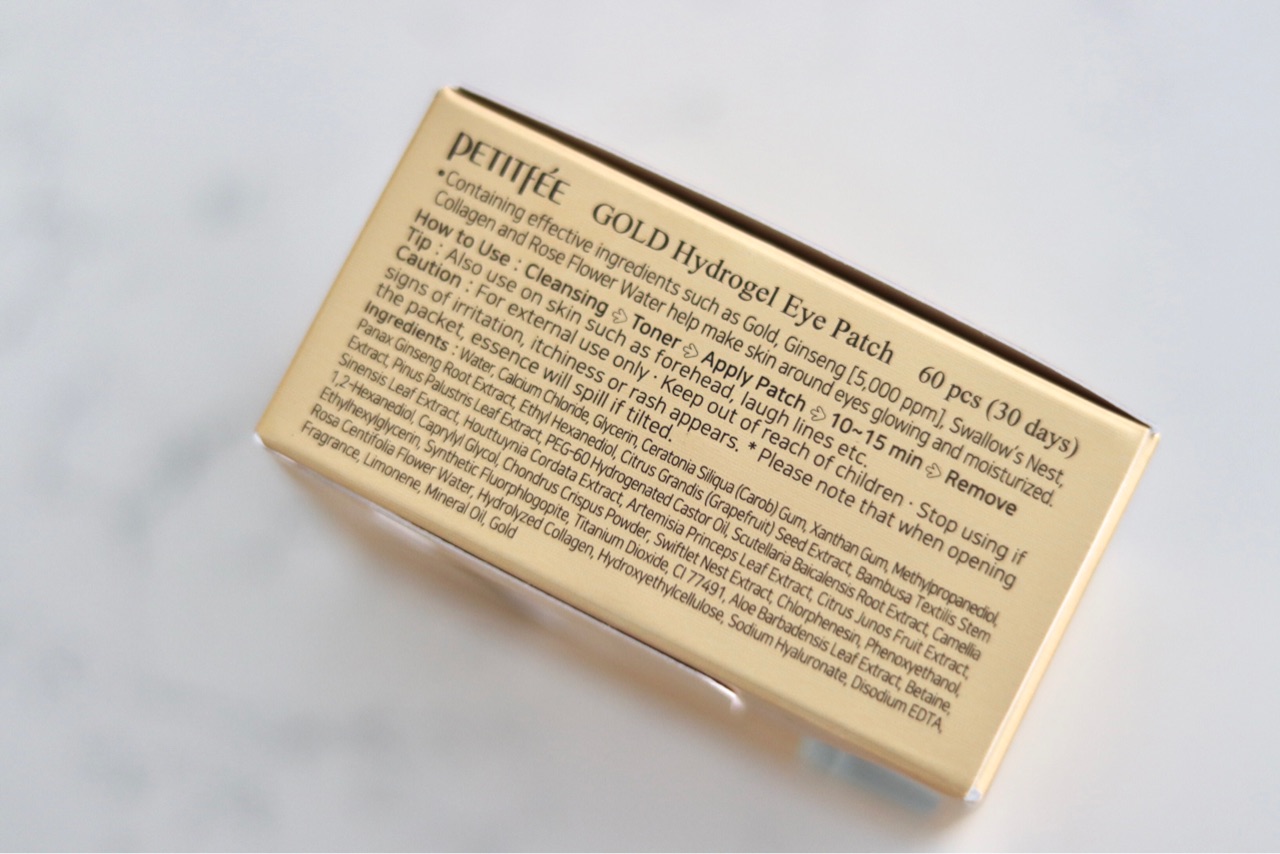 PETITFÉE GOLD Hydrogel Eye Patch 60 pcs (30 days)
•Containing effective ingredients such as Gold, Ginseng [5,000 ppm], Swallow's Nest,
Collagen and Rose Flower Water help make skin around eyes glowing and moisturized.
How to Use : Cleansing ➪ Toner ➪ Apply Patch ➪ 10~15 min ➪ Remove
Tip : Also use on skin such as forehead, laugh lines etc.
Caution : For external use only · Keep out of reach of children · Stop using if
signs of irritation, itchiness or rash appears. * Please note that when opening
the packet, essence will spill if tilted.
Ingredients : Water, Calcium Chloride, Glycerin, Ceratonia Siliqua (Carob) Gum, Xanthan Gum, Methylpropanediol,
Panax Ginseng Root Extract, Ethyl Hexanediol, Citrus Grandis (Grapefruit) Seed Extract, Bambusa Textilis Stem
Extract, Pinus Palustris Leaf Extract, PEG-60 Hydrogenated Castor Oil, Scutellaria Baicalensis Root Extract, Camellia
Sinensis Leaf Extract, Houttuynia Cordata Extract, Artemisia Princeps Leaf Extract, Citrus Junos Fruit Extract,
1,2-Hexanediol, Caprylyl Glycol, Chondrus Crispus Powder, Swiftlet Nest Extract, Chlorphenesin, Phenoxyethanol,
Ethylhexylglycerin, Synthetic Fluorphlogopite, Titanium Dioxide, CI 77491, Aloe Barbadensis Leaf Extract, Betaine,
Rosa Centifolia Flower Water, Hydrolyzed Collagen, Hydroxyethylcellulose, Sodium Hyaluronate, Disodium EDTA,
Fragrance, Limonene, Mineral Oil, Gold